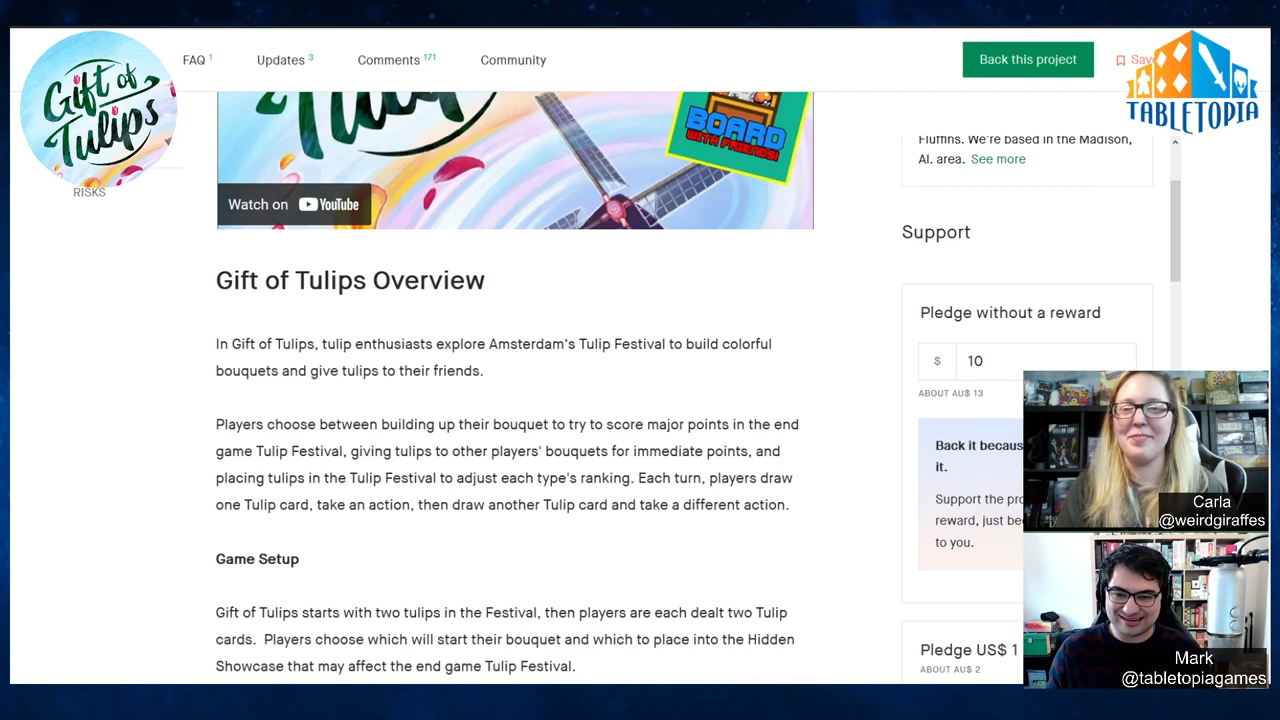 Gift of
Tulips
FAQ 1
Updates 3
Comments 171
Community
Back this project
Save
TABLETOPIA
RISKS
BOARD
WITH FRIENDS!
Watch on YouTube
Fluffins. We're based in the Madison,
AL. area. See more
Support
Gift of Tulips Overview
In Gift of Tulips, tulip enthusiasts explore Amsterdam's Tulip Festival to build colorful
bouquets and give tulips to their friends.
Players choose between building up their bouquet to try to score major points in the end
game Tulip Festival, giving tulips to other players' bouquets for immediate points, and
placing tulips in the Tulip Festival to adjust each type's ranking. Each turn, players draw
one Tulip card, take an action, then draw another Tulip card and take a different action.
Game Setup
Gift of Tulips starts with two tulips in the Festival, then players are each dealt two Tulip
cards. Players choose which will start their bouquet and which to place into the Hidden
Showcase that may affect the end game Tulip Festival.
Pledge without a reward
$ 10
ABOUT AU$ 13
Back it because
it.
Support the pro
reward, just bec
to you.
Pledge US$ 1
ABOUT AU$ 2
Carla
@weirdgiraffes
Mark
@tabletopiagames